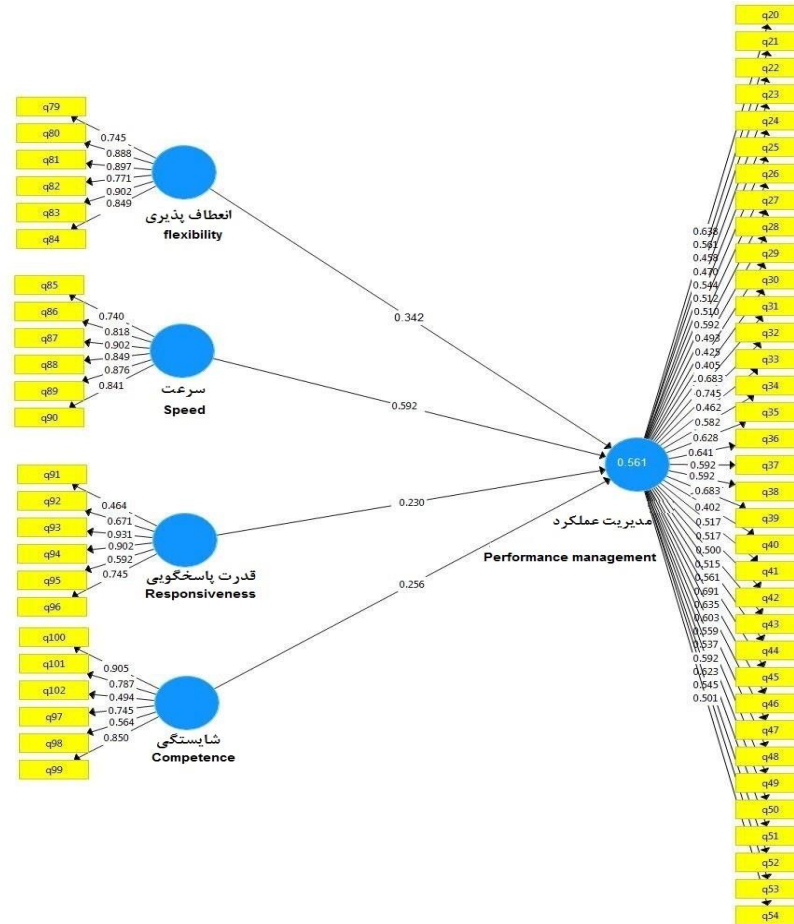 q79
q80
q81
q82
q83
q84
0.745
0.888
0.897
0.771
0.902
0.849
انعطاف پذیری
flexibility
q85
q86
q87
q88
q89
q90
0.740
0.818
0.902
0.849
0.876
0.841
سرعت
Speed
q91
q92
q93
q94
q95
q96
0.464
0.671
0.931
0.902
0.592
0.745
قدرت پاسخگویی
Responsiveness
q100
q101
q102
q97
q98
q99
0.905
0.787
0.494
0.745
0.564
0.850
شایستگی
Competence
0.342
0.592
0.230
0.256
0.561
مدیریت عملکرد
Performance management
0.638
0.561
0.458
0.470
0.544
0.512
0.510
0.592
0.493
0.425
0.405
0.683
0.745
0.462
0.582
0.628
0.641
0.592
0.592
0.683
0.402
0.517
0.517
0.500
0.515
0.561
0.691
0.635
0.603
0.559
0.537
0.592
0.623
0.545
0.501
q20
q21
q22
q23
q24
q25
q26
q27
q28
q29
q30
q31
q32
q33
q34
q35
q36
q37
q38
q39
q40
q41
q42
q43
q44
q45
q46
q47
q48
q49
q50
q51
q52
q53
q54